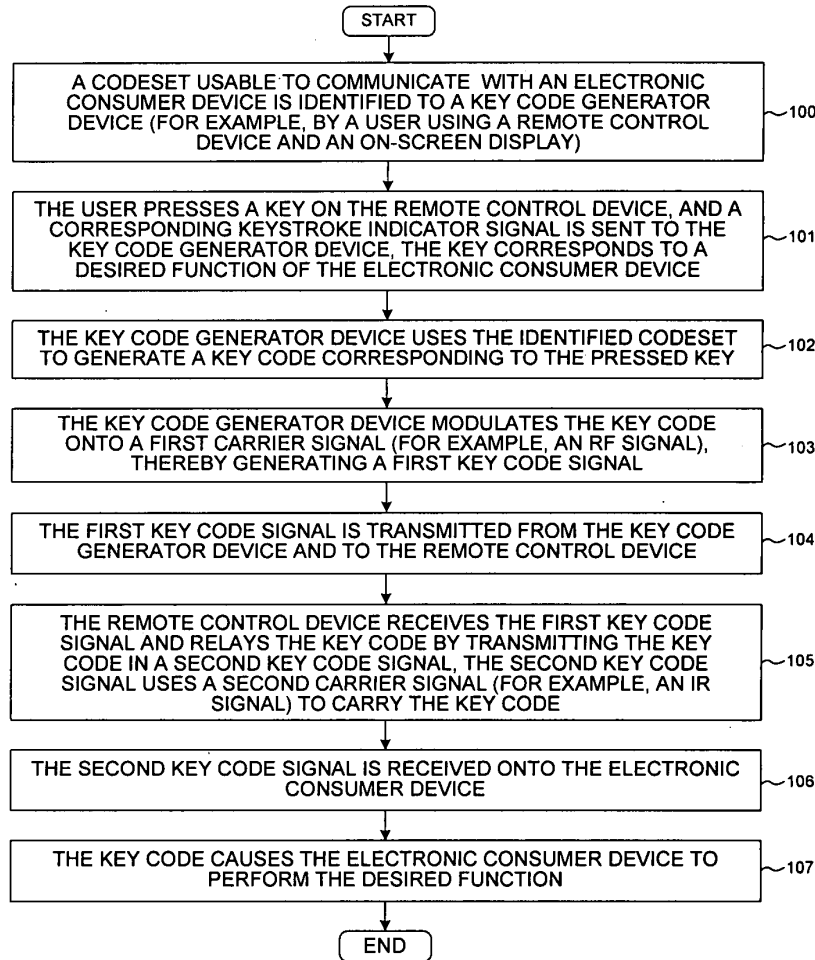 START
A CODESET USABLE TO COMMUNICATE WITH AN ELECTRONIC
CONSUMER DEVICE IS IDENTIFIED TO A KEY CODE GENERATOR
DEVICE (FOR EXAMPLE, BY A USER USING A REMOTE CONTROL
DEVICE AND AN ON-SCREEN DISPLAY)
100
THE USER PRESSES A KEY ON THE REMOTE CONTROL DEVICE, AND A
CORRESPONDING KEYSTROKE INDICATOR SIGNAL IS SENT TO THE
KEY CODE GENERATOR DEVICE, THE KEY CORRESPONDS TO A
DESIRED FUNCTION OF THE ELECTRONIC CONSUMER DEVICE
101
THE KEY CODE GENERATOR DEVICE USES THE IDENTIFIED CODESET
TO GENERATE A KEY CODE CORRESPONDING TO THE PRESSED KEY
102
THE KEY CODE GENERATOR DEVICE MODULATES THE KEY CODE
ONTO A FIRST CARRIER SIGNAL (FOR EXAMPLE, AN RF SIGNAL),
THEREBY GENERATING A FIRST KEY CODE SIGNAL
103
THE FIRST KEY CODE SIGNAL IS TRANSMITTED FROM THE KEY CODE
GENERATOR DEVICE AND TO THE REMOTE CONTROL DEVICE
104
THE REMOTE CONTROL DEVICE RECEIVES THE FIRST KEY CODE
SIGNAL AND RELAYS THE KEY CODE BY TRANSMITTING THE KEY
CODE IN A SECOND KEY CODE SIGNAL, THE SECOND KEY CODE
SIGNAL USES A SECOND CARRIER SIGNAL (FOR EXAMPLE, AN IR
SIGNAL) TO CARRY THE KEY CODE
105
THE SECOND KEY CODE SIGNAL IS RECEIVED ONTO THE ELECTRONIC
CONSUMER DEVICE
106
THE KEY CODE CAUSES THE ELECTRONIC CONSUMER DEVICE TO
PERFORM THE DESIRED FUNCTION
107
END